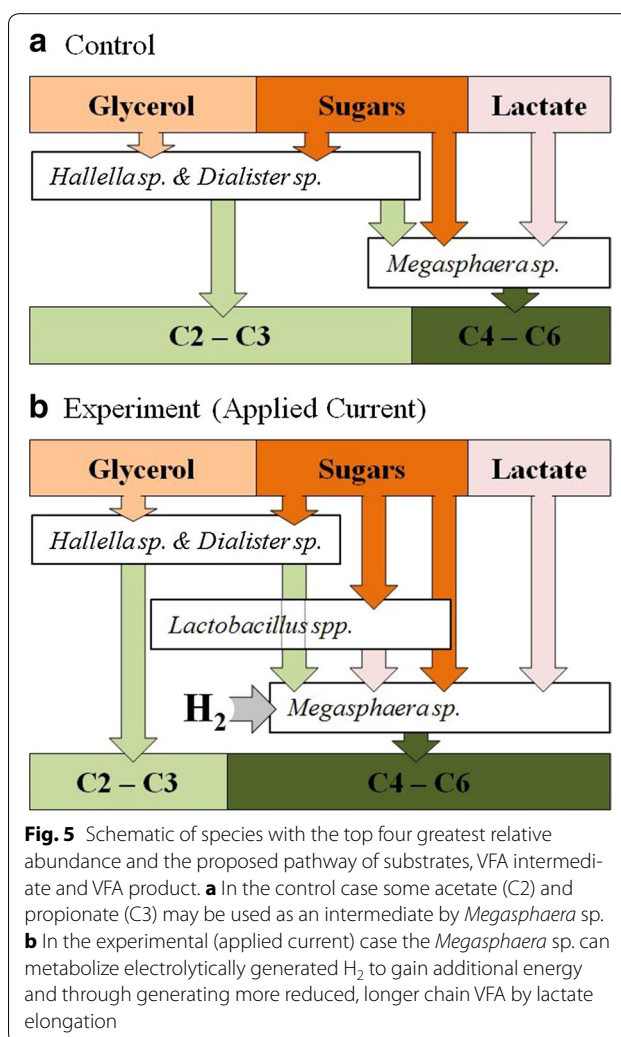 a Control
Glycerol Sugars Lactate
Hallella sp. & Dialister sp.
Megasphaera sp.
C2 – C3 C4 – C6
b Experiment (Applied Current)
Glycerol Sugars Lactate
Hallella sp. & Dialister sp.
Lactobacillus spp.
H₂ Megasphaera sp.
C2 – C3 C4 – C6
Fig. 5 Schematic of species with the top four greatest relative
abundance and the proposed pathway of substrates, VFA intermedi-
ate and VFA product. a In the control case some acetate (C2) and
propionate (C3) may be used as an intermediate by Megasphaera sp.
b In the experimental (applied current) case the Megasphaera sp. can
metabolize electrolytically generated H₂ to gain additional energy
and through generating more reduced, longer chain VFA by lactate
elongation